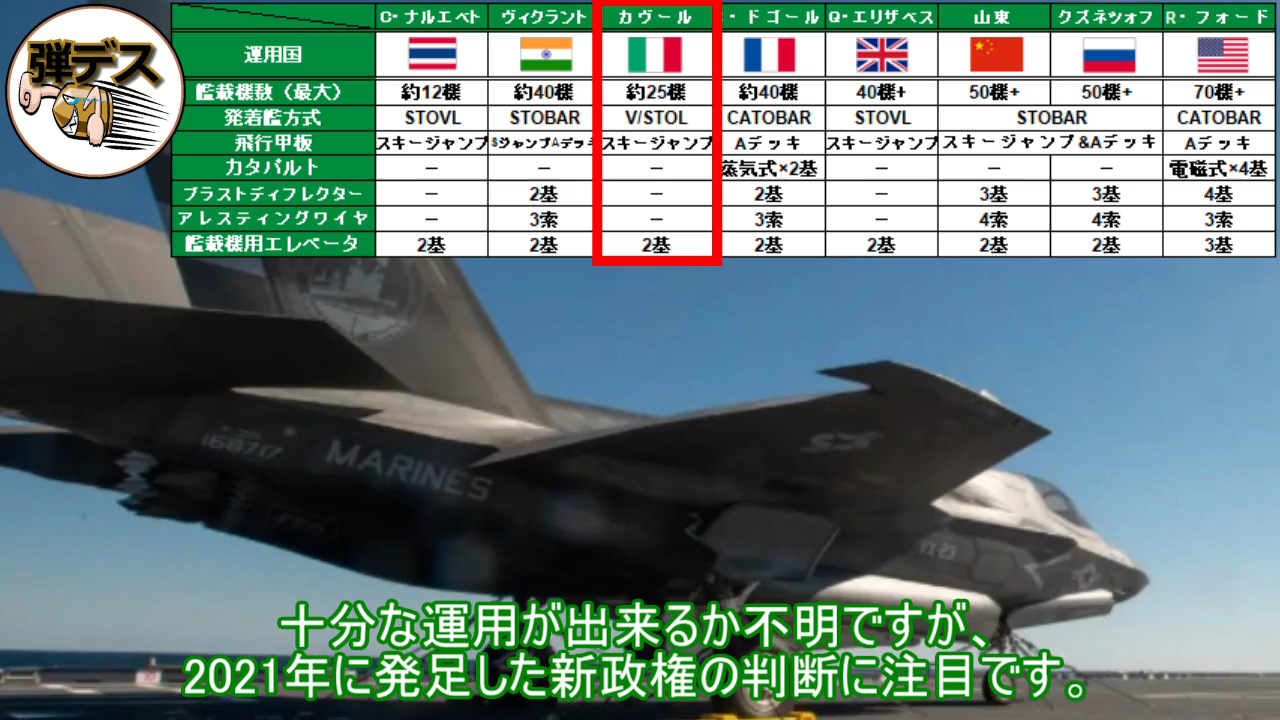 弾デス
C・ナルエベト ヴィクラント カヴール ・ドゴール Q・エリザベス 山東 クズネツォフ R・フォード
運用国
艦載機数（最大） 約12機 約40機 約25機 約40機 40機+ 50機+ 50機+ 70機+
発着艦方式 STOVL STOBAR V/STOL CATOBAR STOVL STOBAR CATOBAR
飛行甲板 スキージャンプ SジャンプAデッキ スキージャンプ Aデッキ スキージャンプ スキージャンプ&Aデッキ Aデッキ
カタパルト － － － 蒸気式×2基 － － － 電磁式×4基
ブラストディフレクター － 2基 － 2基 － 3基 3基 4基
アレスティングワイヤ － 3索 － 3索 － 4索 4索 3索
艦載機用エレベータ 2基 2基 2基 2基 2基 2基 2基 3基
168717
MARINES
VX-23
十分な運用が出来るか不明ですが、
2021年に発足した新政権の判断に注目です。